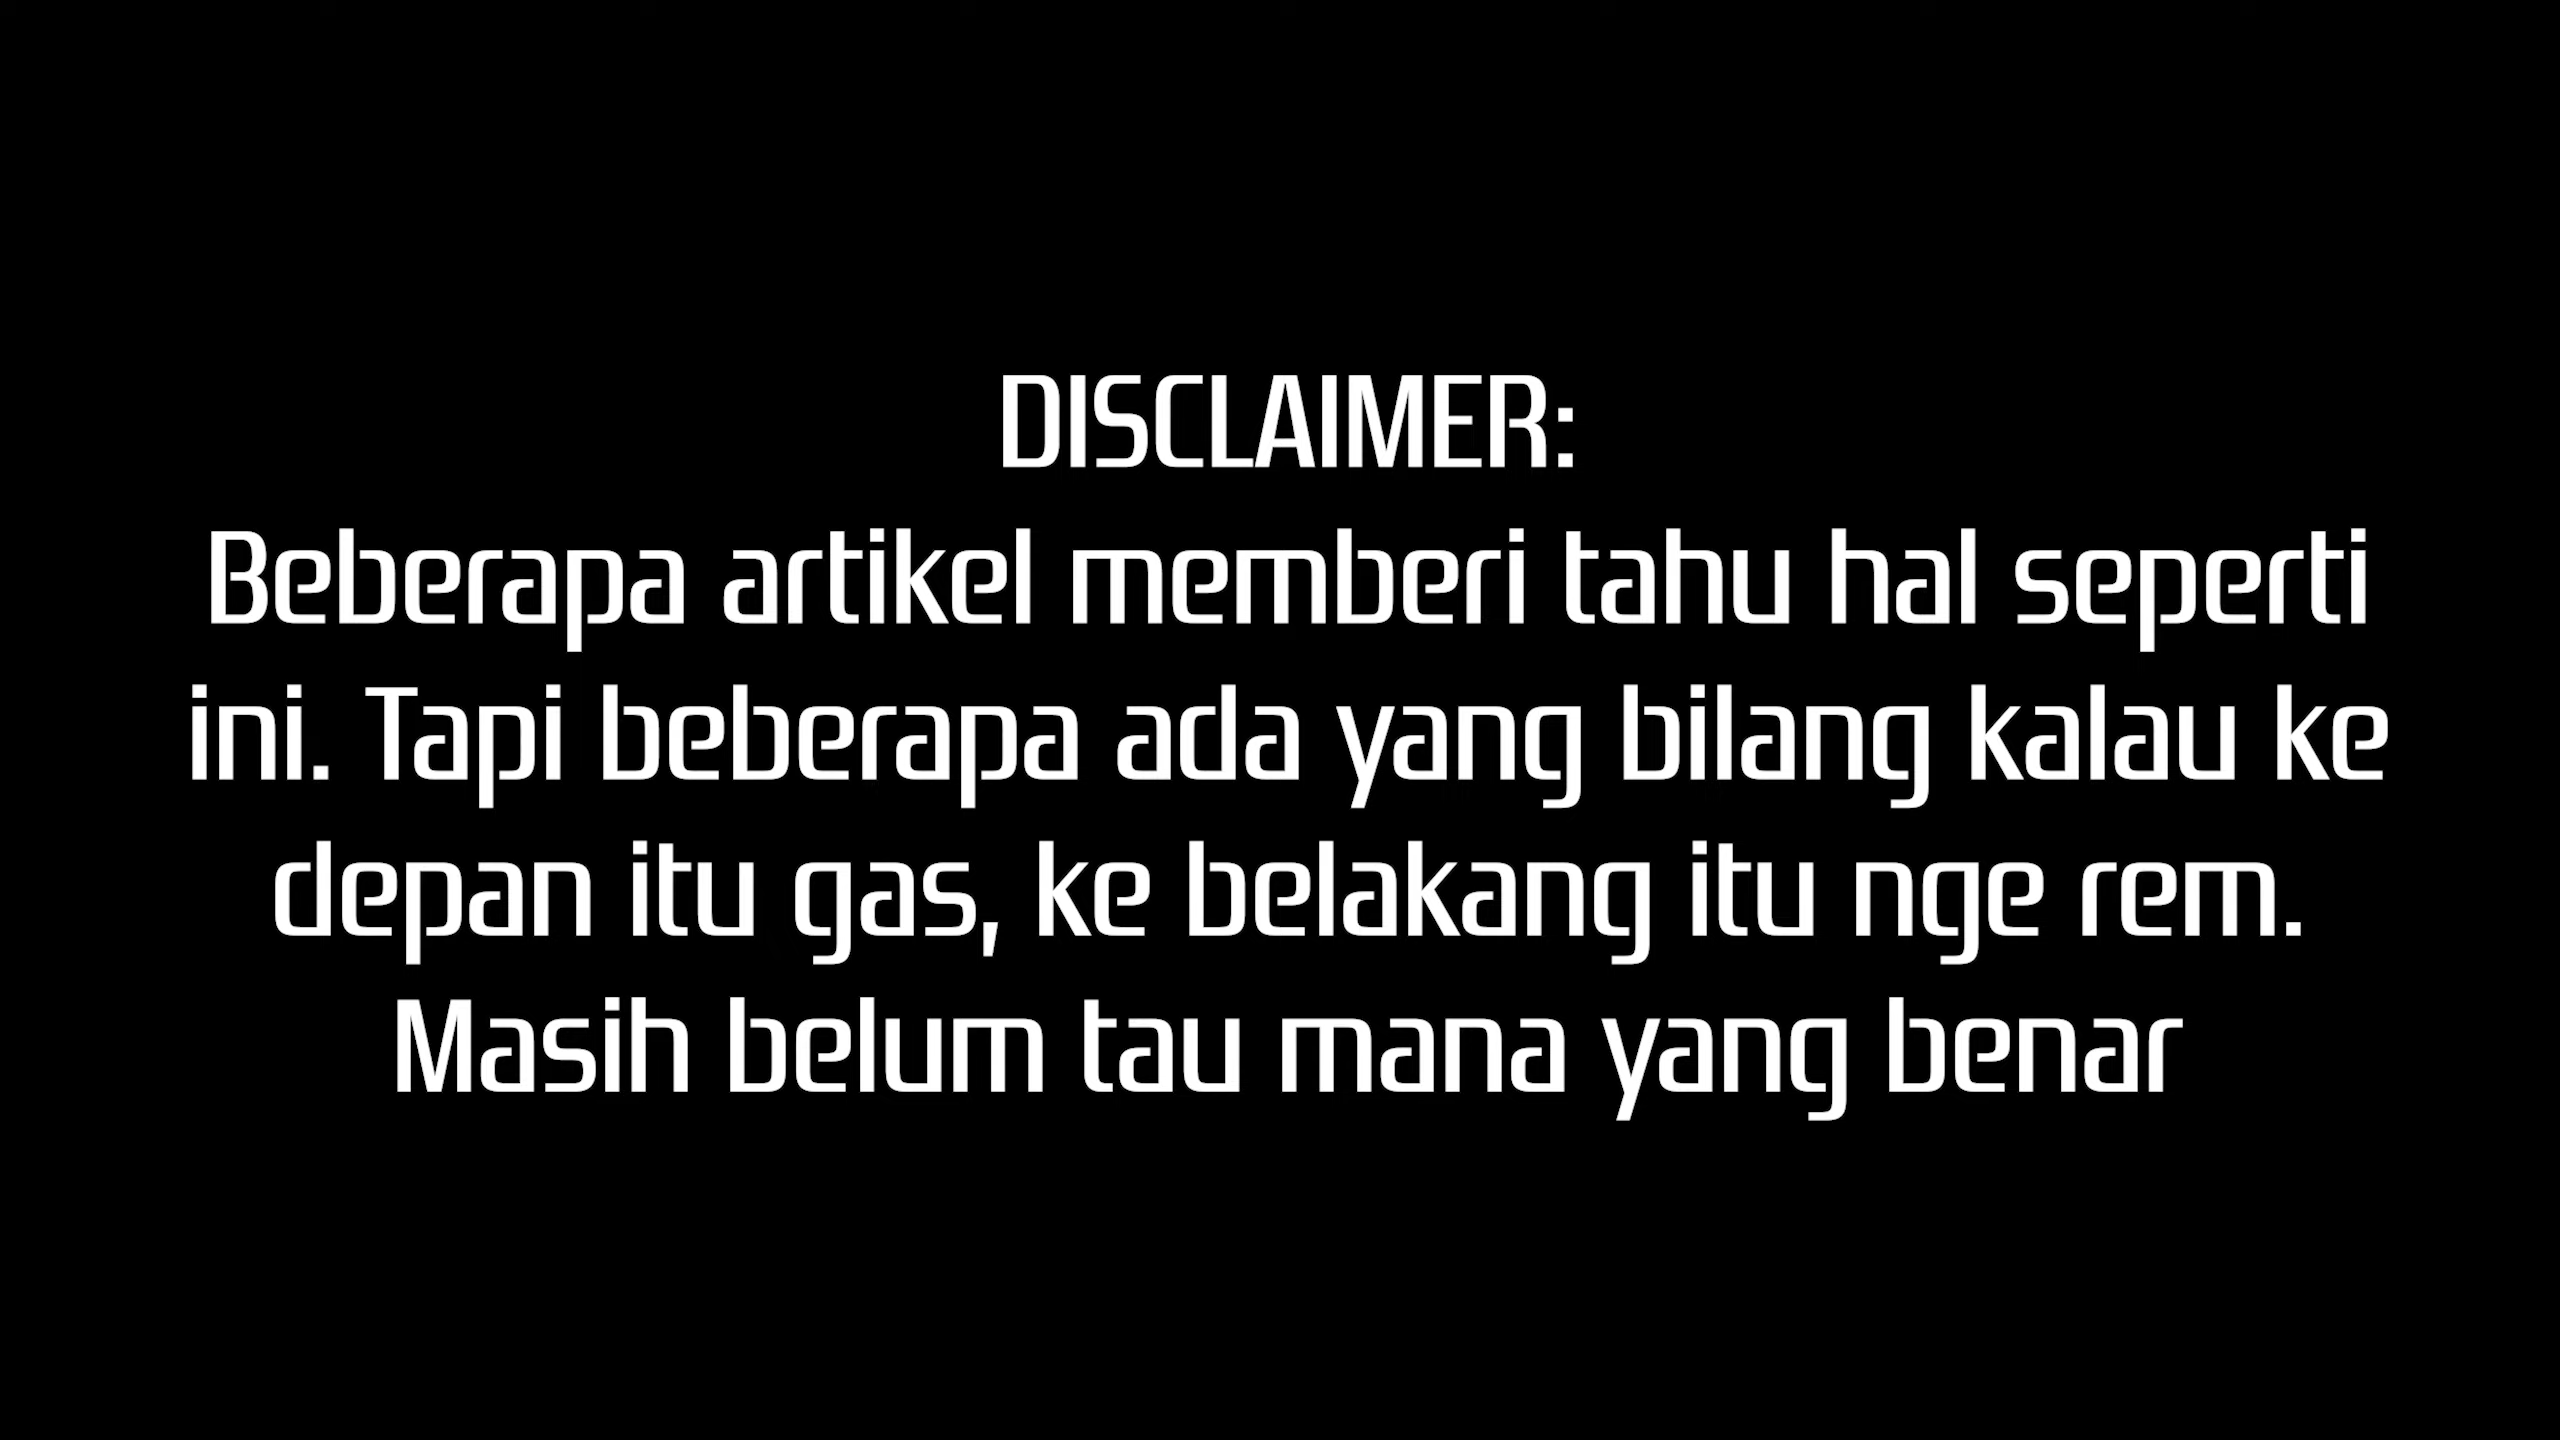 DISCLAIMER:
Beberapa artikel memberi tahu hal seperti
ini. Tapi beberapa ada yang bilang kalau ke
depan itu gas, ke belakang itu nge rem.
Masih belum tau mana yang benar